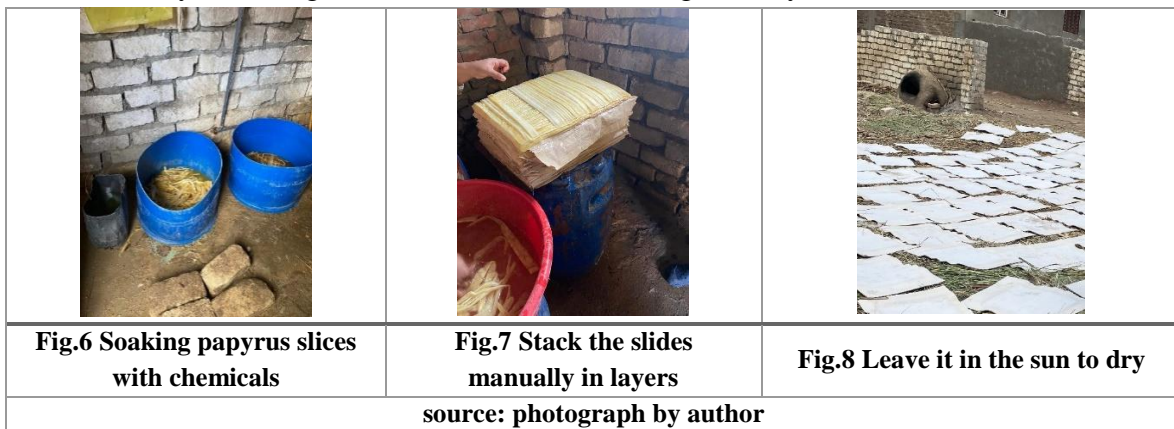 Fig.6 Soaking papyrus slices
with chemicals
Fig.7 Stack the slides
manually in layers
Fig.8 Leave it in the sun to dry
source: photograph by author